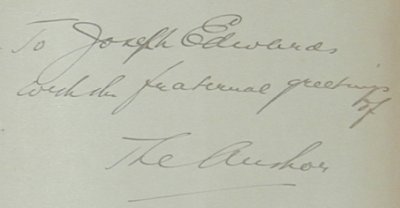 To Joseph Edwards
with the fraternal greetings
of
The Author